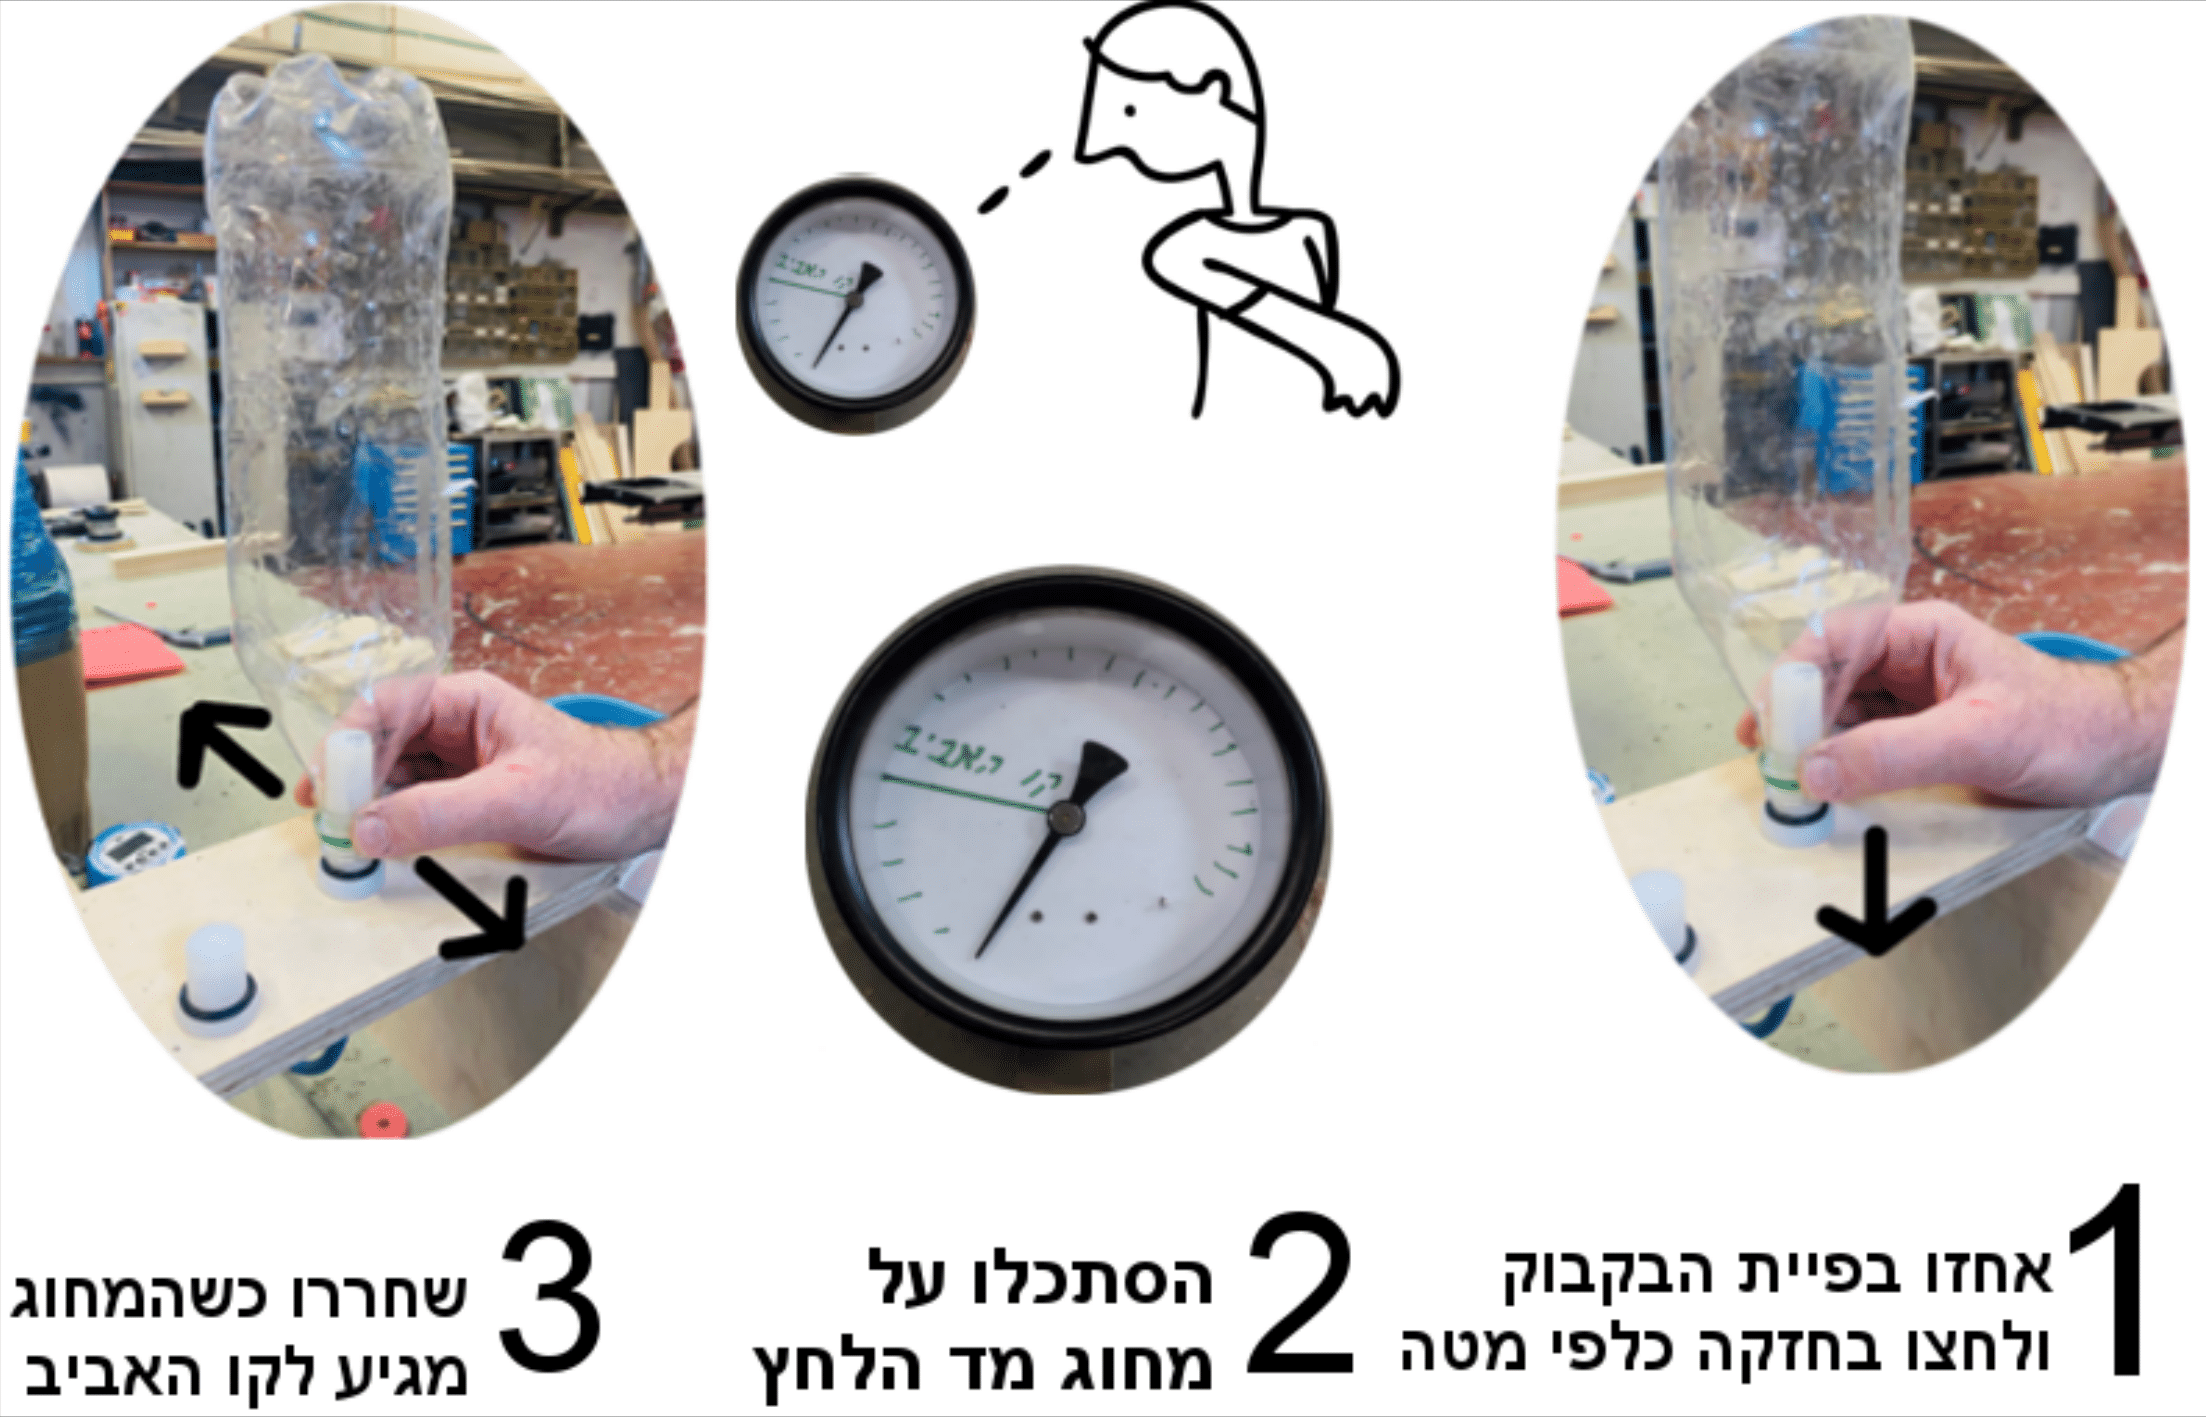 קו האביב
קו האביב
1
אחזו בפיית הבקבוק
ולחצו בחזקה כלפי מטה
2
הסתכלו על
מחוג מד הלחץ
3
שחררו כשהמחוג
מגיע לקו האביב